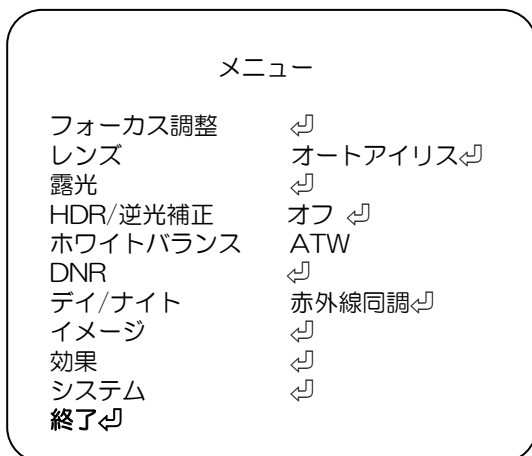 メニュー
フォーカス調整 ⏎
レンズ オートアイリス⏎
露光 ⏎
HDR/逆光補正 オフ ⏎
ホワイトバランス ATW
DNR ⏎
デイ/ナイト 赤外線同調⏎
イメージ ⏎
効果 ⏎
システム ⏎
終了⏎